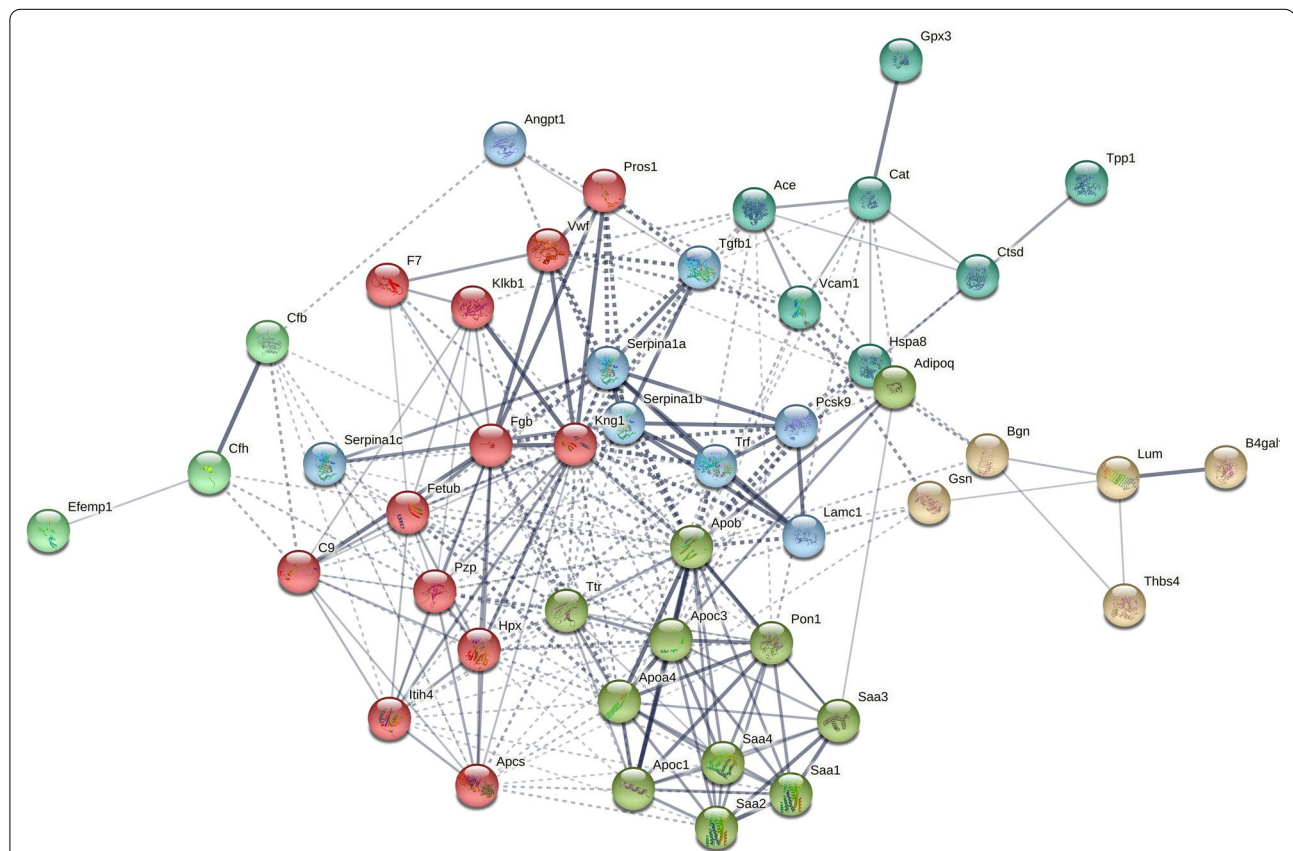 Gpx3
Angpt1
Tpp1
Pros1
Ace
Cat
Vwf
Tgfb1
Ctsd
F7
Klkb1
Vcam1
Cfb
Serpina1a
Hspa8
Adipoq
Serpina1b
Pcsk9
Fgb
Kng1
Bgn
Cfh
Serpina1c
Trf
Lum
B4galt
Gsn
Fetub
Efemp1
Lamc1
Apob
C9
Pzp
Ttr
Thbs4
Hpx
Apoc3
Pon1
Apoa4
Itih4
Saa3
Saa4
Apcs
Apoc1
Saa1
Saa2